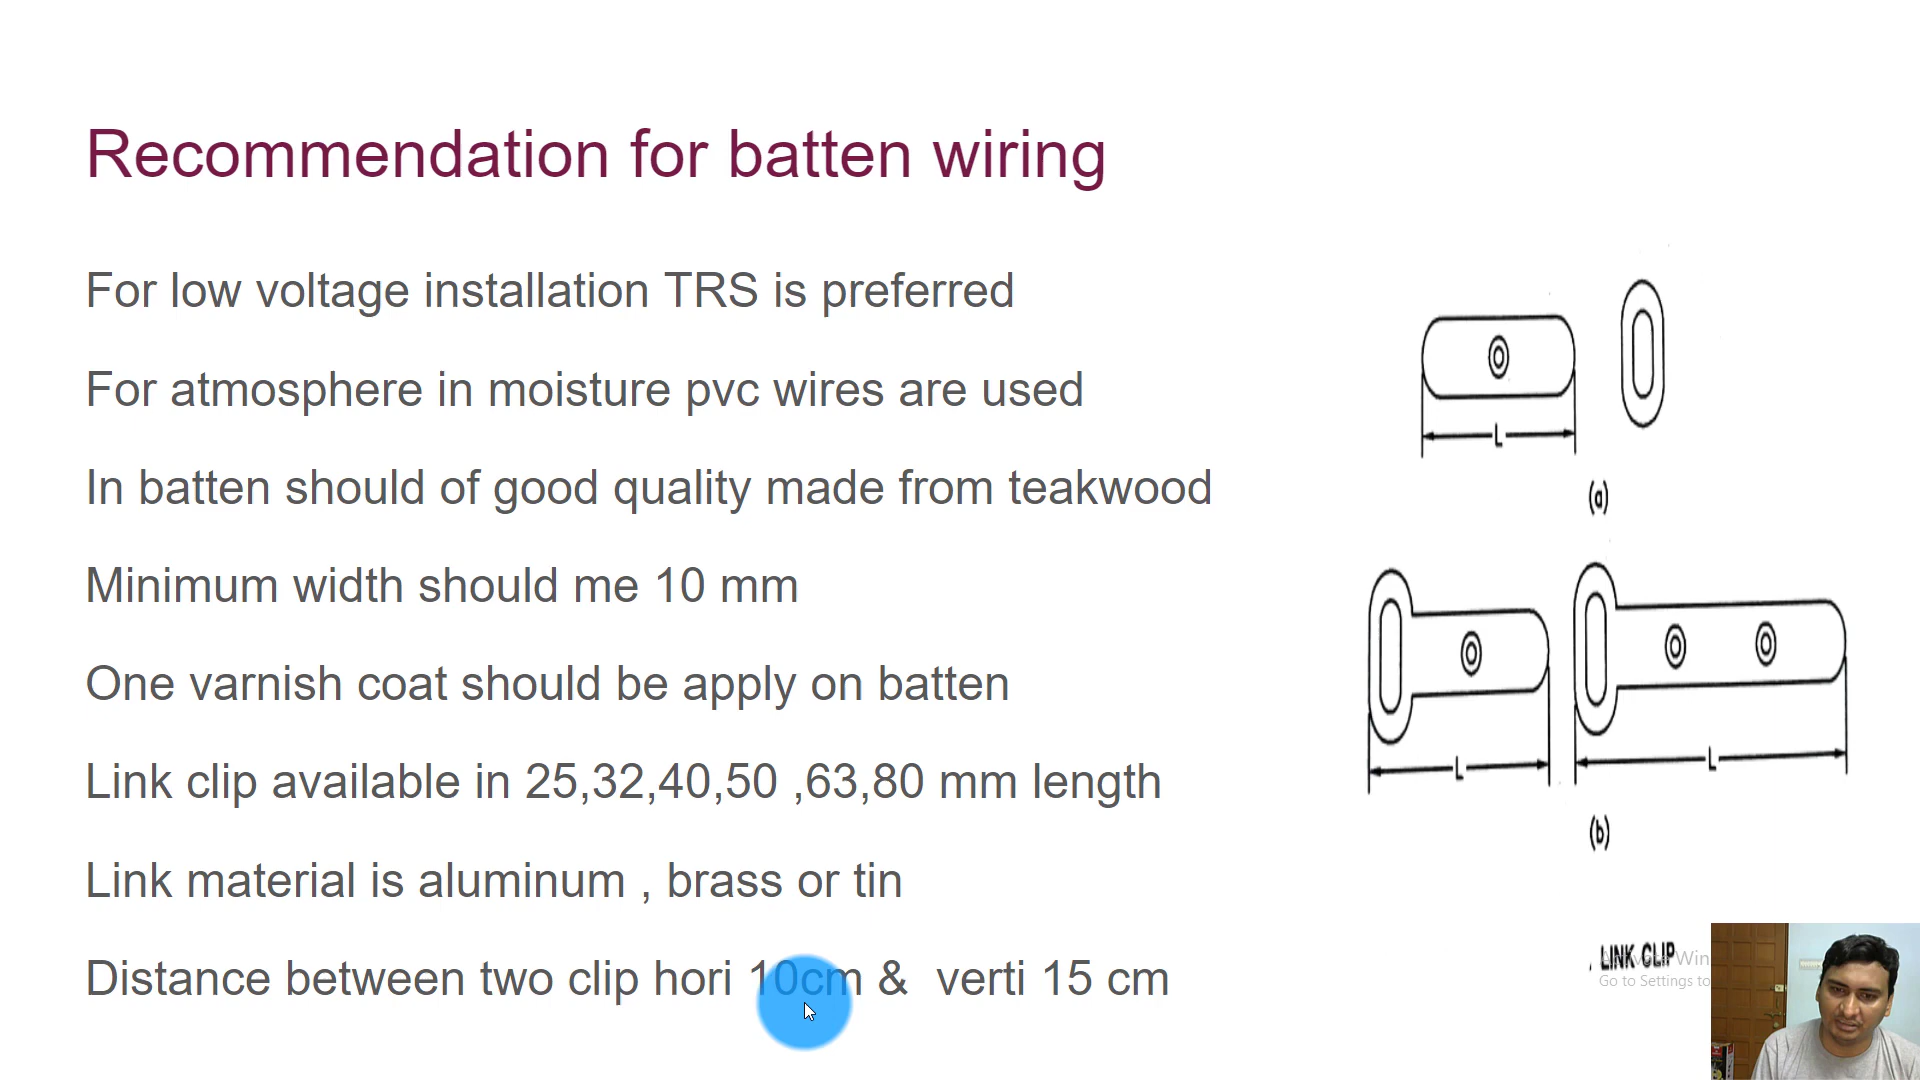 Recommendation for batten wiring
For low voltage installation TRS is preferred
For atmosphere in moisture pvc wires are used
In batten should of good quality made from teakwood
Minimum width should me 10 mm
One varnish coat should be apply on batten
Link clip available in 25,32,40,50 ,63,80 mm length
Link material is aluminum , brass or tin
Distance between two clip hori 10cm & verti 15 cm
L
(a)
L
L
(b)
LINK CLIP
Activate Win
Go to Settings to